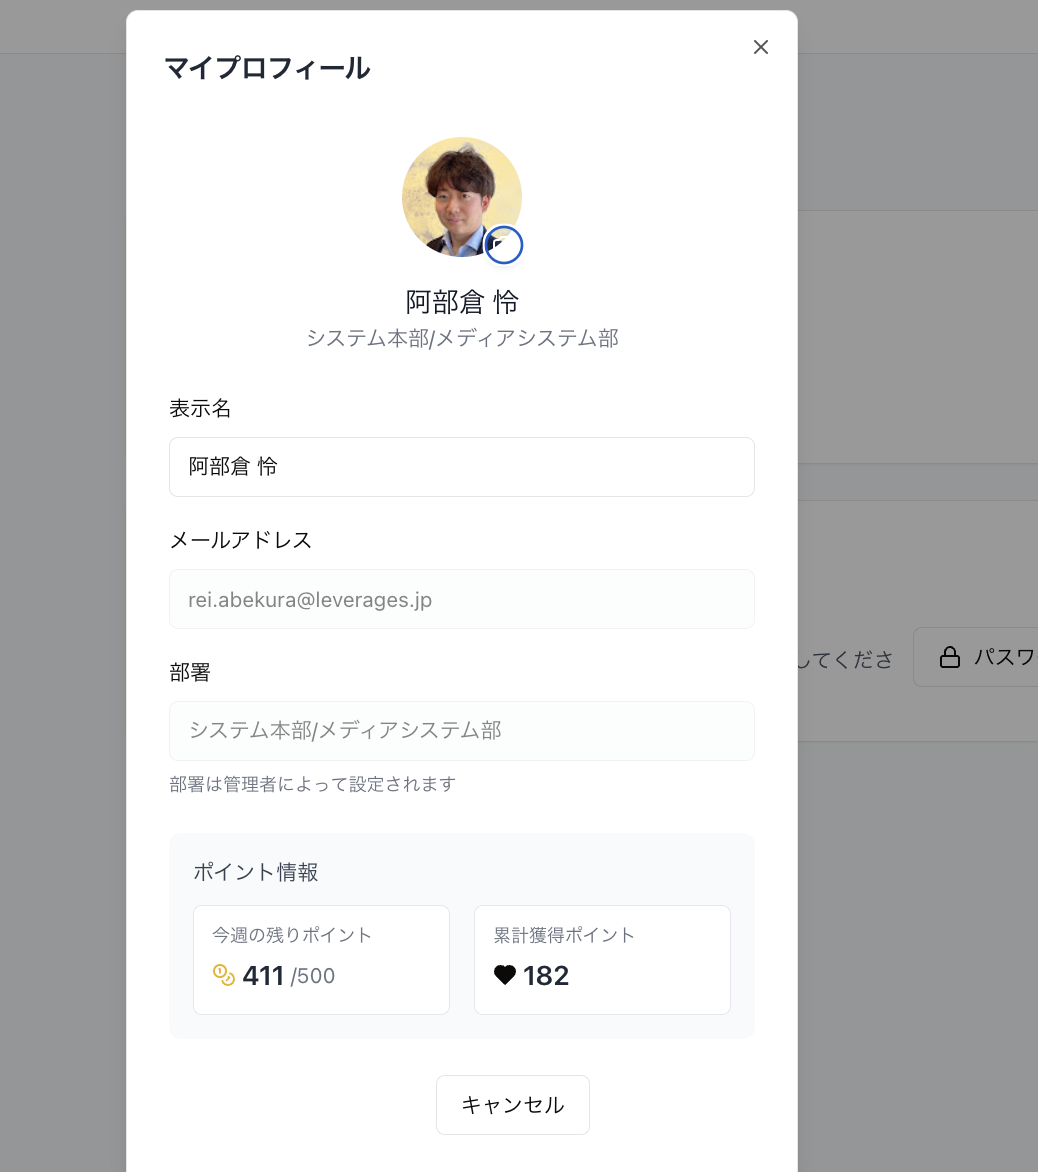 マイプロフィール
阿部倉 怜
システム本部/メディアシステム部
表示名
阿部倉 怜
メールアドレス
rei.abekura@leverages.jp
部署
システム本部/メディアシステム部
部署は管理者によって設定されます
してくださ
パスワ
ポイント情報
今週の残りポイント
411 /500
累計獲得ポイント
182
キャンセル